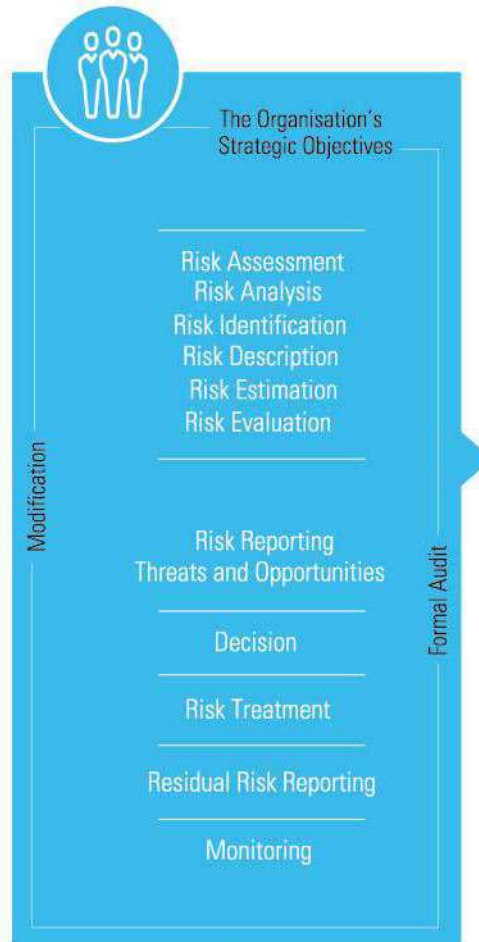 The Organisation's
Strategic Objectives
Risk Assessment
Risk Analysis
Risk Identification
Risk Description
Risk Estimation
Risk Evaluation
Modification
Risk Reporting
Threats and Opportunities
Formal Audit
Decision
Risk Treatment
Residual Risk Reporting
Monitoring